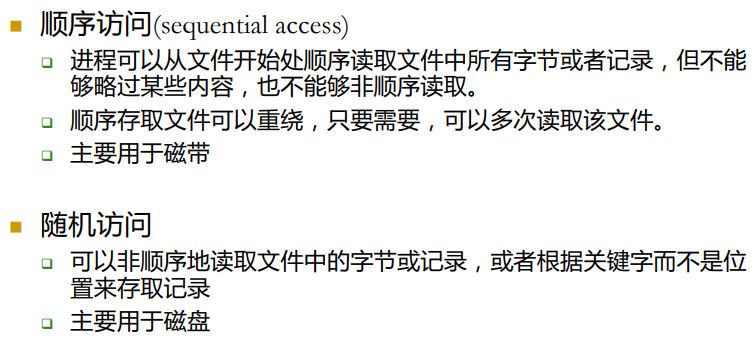 顺序访问(sequential access)
进程可以从文件开始处顺序读取文件中所有字节或者记录，但不能
够略过某些内容，也不能够非顺序读取。
顺序存取文件可以重绕，只要需要，可以多次读取该文件。
主要用于磁带
随机访问
可以非顺序地读取文件中的字节或记录，或者根据关键字而不是位
置来存取记录
主要用于磁盘